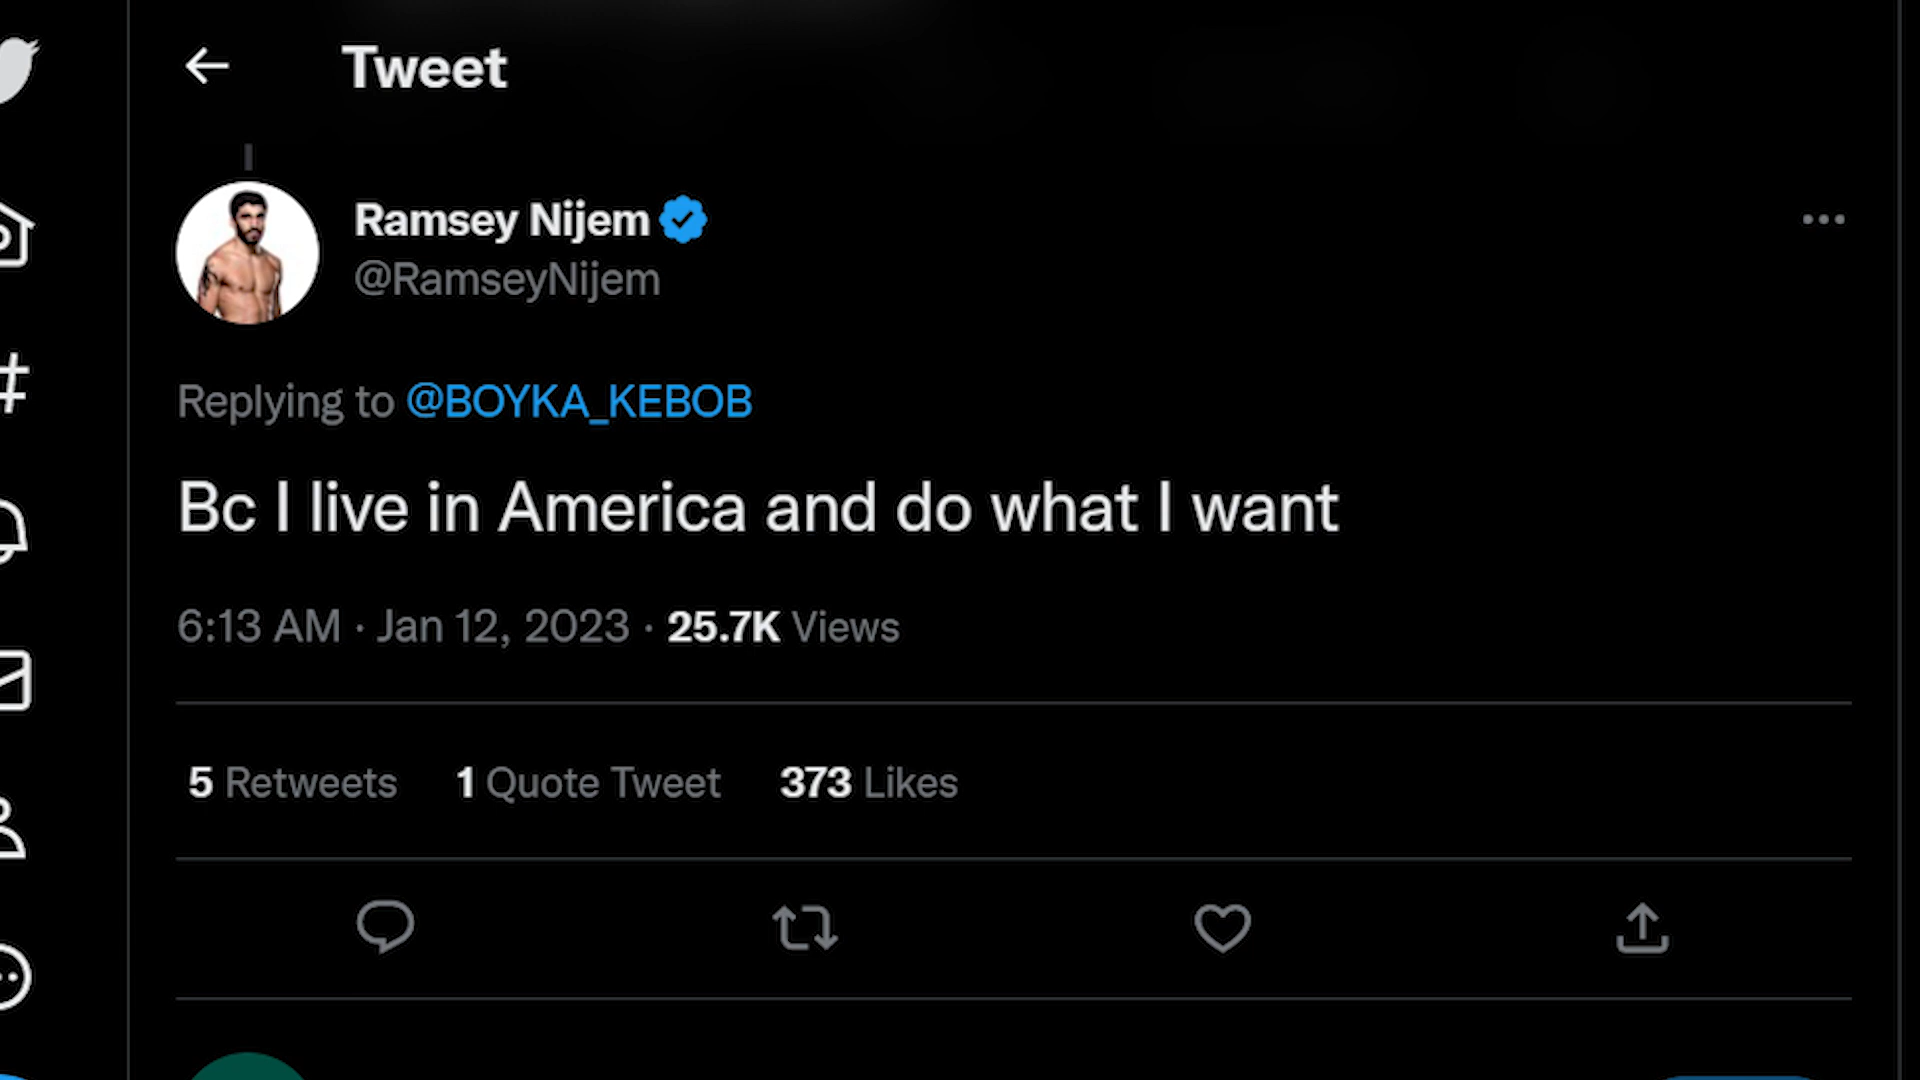 Tweet
Ramsey Nijem
@RamseyNijem
Replying to @BOYKA_KEBOB
Bc I live in America and do what I want
6:13 AM · Jan 12, 2023 · 25.7K Views
5 Retweets 1 Quote Tweet 373 Likes